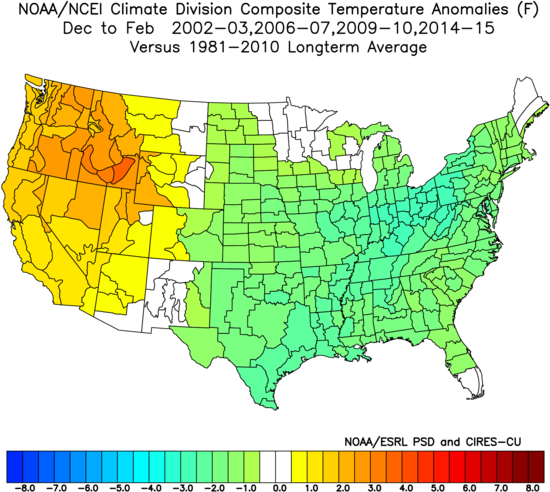 NOAA/NCEI Climate Division Composite Temperature Anomalies (F)
Dec to Feb 2002-03,2006-07,2009-10,2014-15
Versus 1981-2010 Longterm Average
NOAA/ESRL PSD and CIRES-CU
-8.0 -7.0 -6.0 -5.0 -4.0 -3.0 -2.0 -1.0 0.0 1.0 2.0 3.0 4.0 5.0 6.0 7.0 8.0